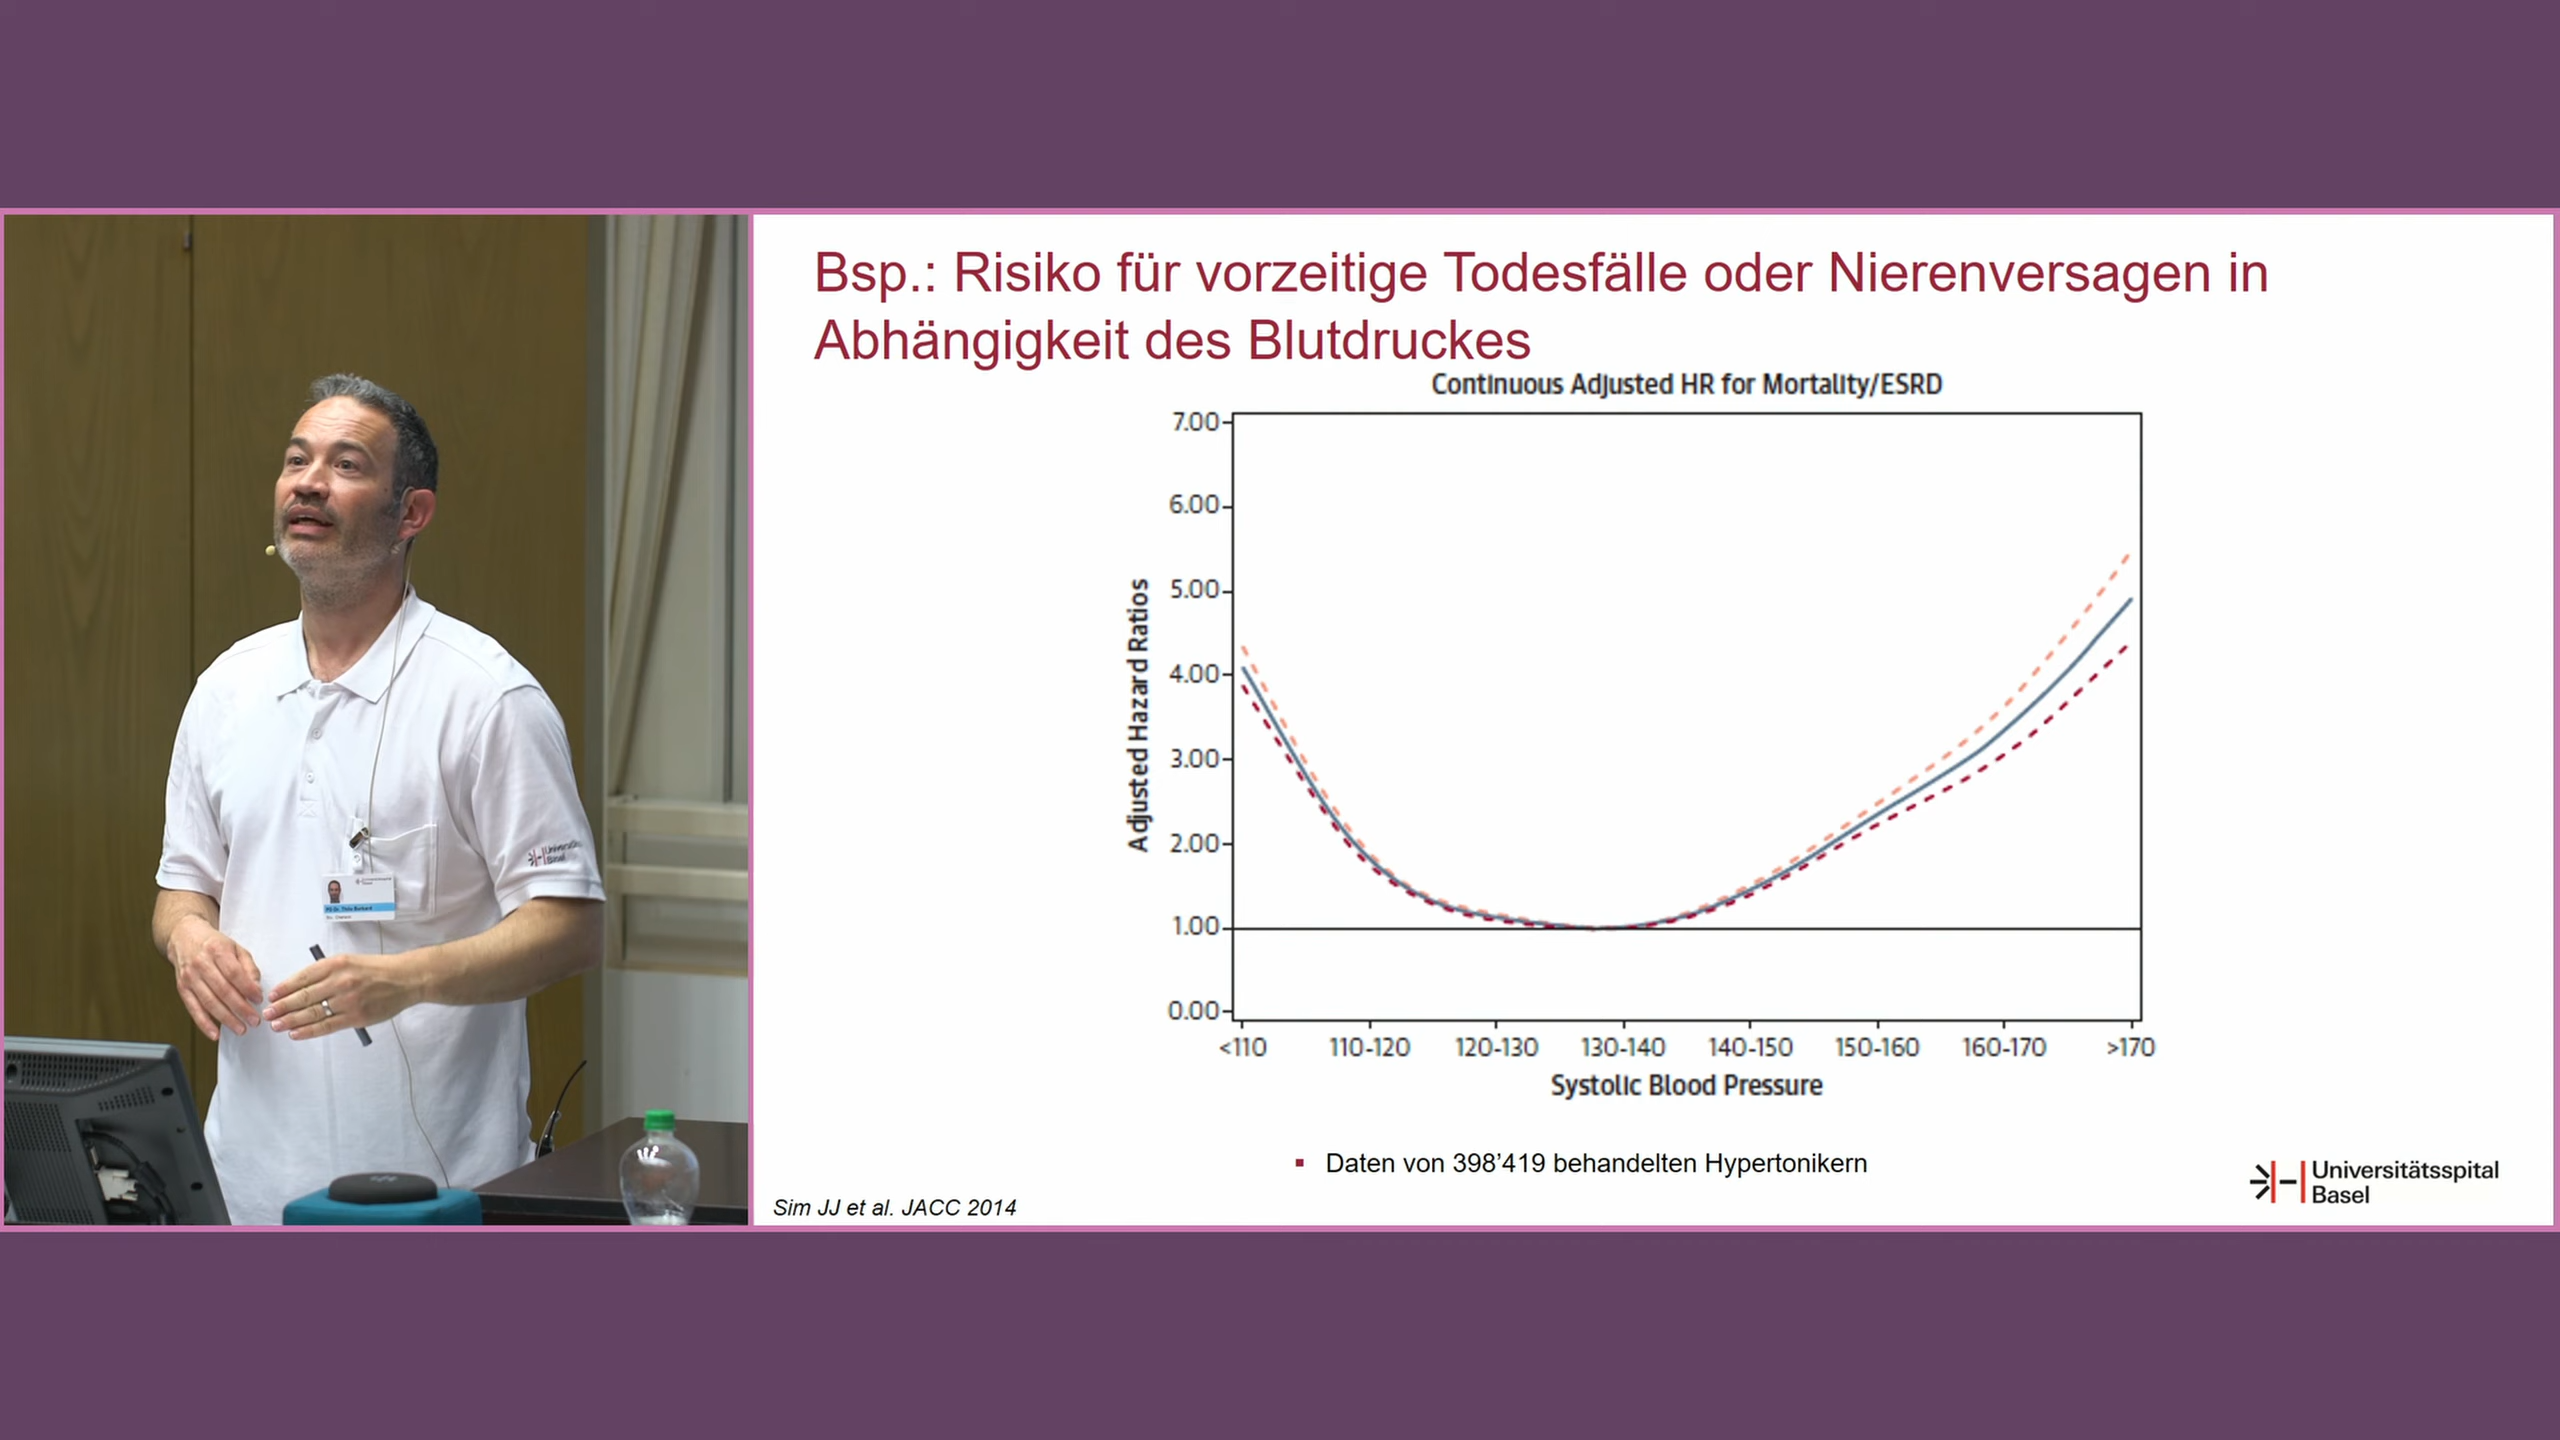 Bsp.: Risiko für vorzeitige Todesfälle oder Nierenversagen in
Abhängigkeit des Blutdruckes
Continuous Adjusted HR for Mortality/ESRD
Adjusted Hazard Ratios
7.00
6.00
5.00
4.00
3.00
2.00
1.00
0.00
<110 110-120 120-130 130-140 140-150 150-160 160-170 >170
Systolic Blood Pressure
▪ Daten von 398’419 behandelten Hypertonikern
Sim JJ et al. JACC 2014
Universitätsspital
Basel